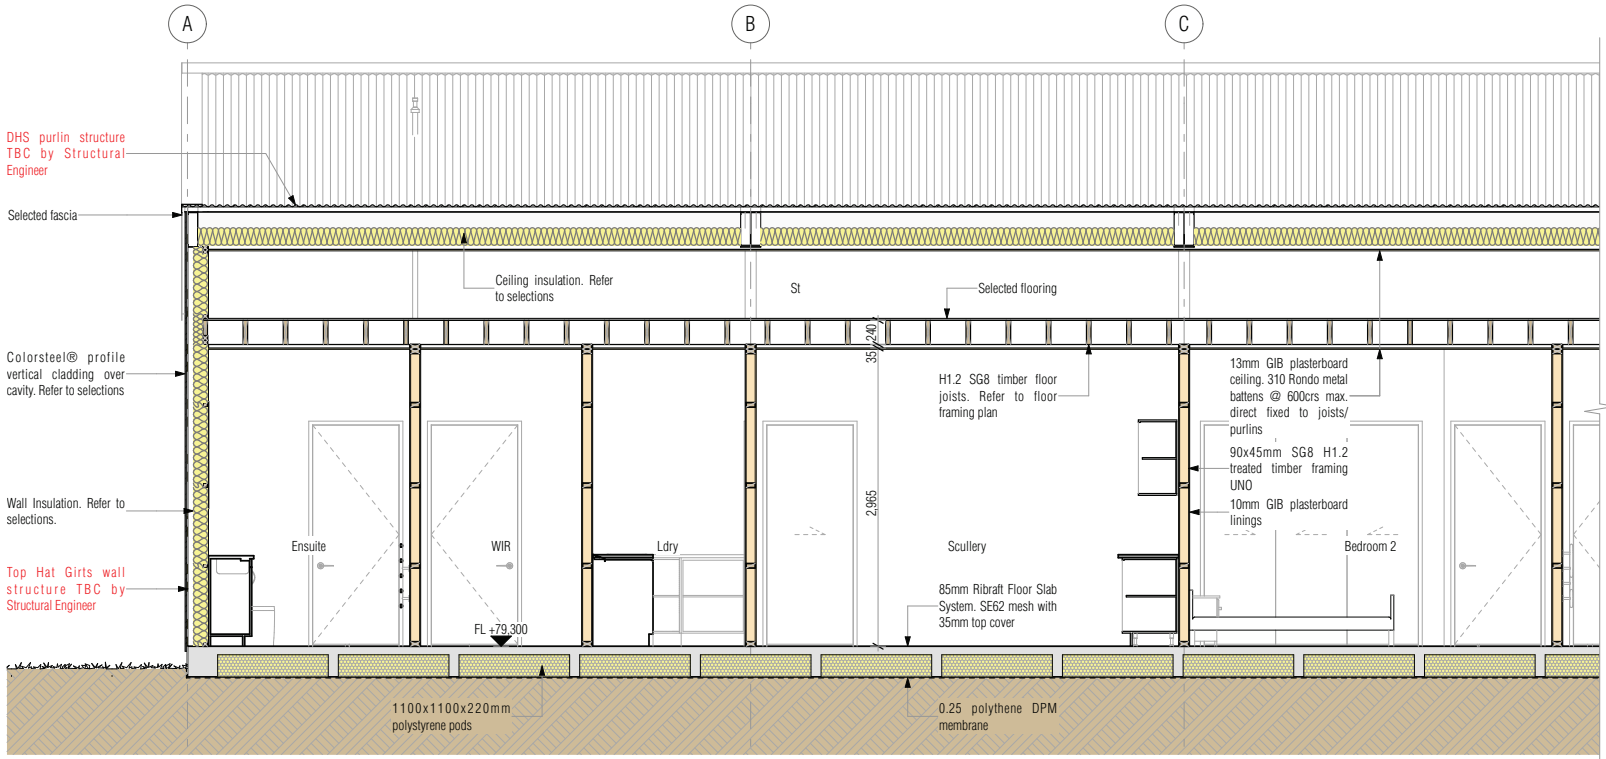 A
B
C
DHS purlin structure
TBC by Structural
Engineer
Selected fascia
Ceiling insulation. Refer
to selections
St
Selected flooring
Colorsteel® profile
vertical cladding over
cavity. Refer to selections
35
240
H1.2 SG8 timber floor
joists. Refer to floor
framing plan
13mm GIB plasterboard
ceiling. 310 Rondo metal
battens @ 600crs max.
direct fixed to joists/
purlins
90x45mm SG8 H1.2
treated timber framing
UNO
10mm GIB plasterboard
linings
Wall Insulation. Refer to
selections.
2,965
Ensuite
WIR
Ldry
Scullery
Bedroom 2
Top Hat Girts wall
structure TBC by
Structural Engineer
85mm Ribraft Floor Slab
System. SE62 mesh with
35mm top cover
FL +79,300
1100x1100x220mm
polystyrene pods
0.25 polythene DPM
membrane